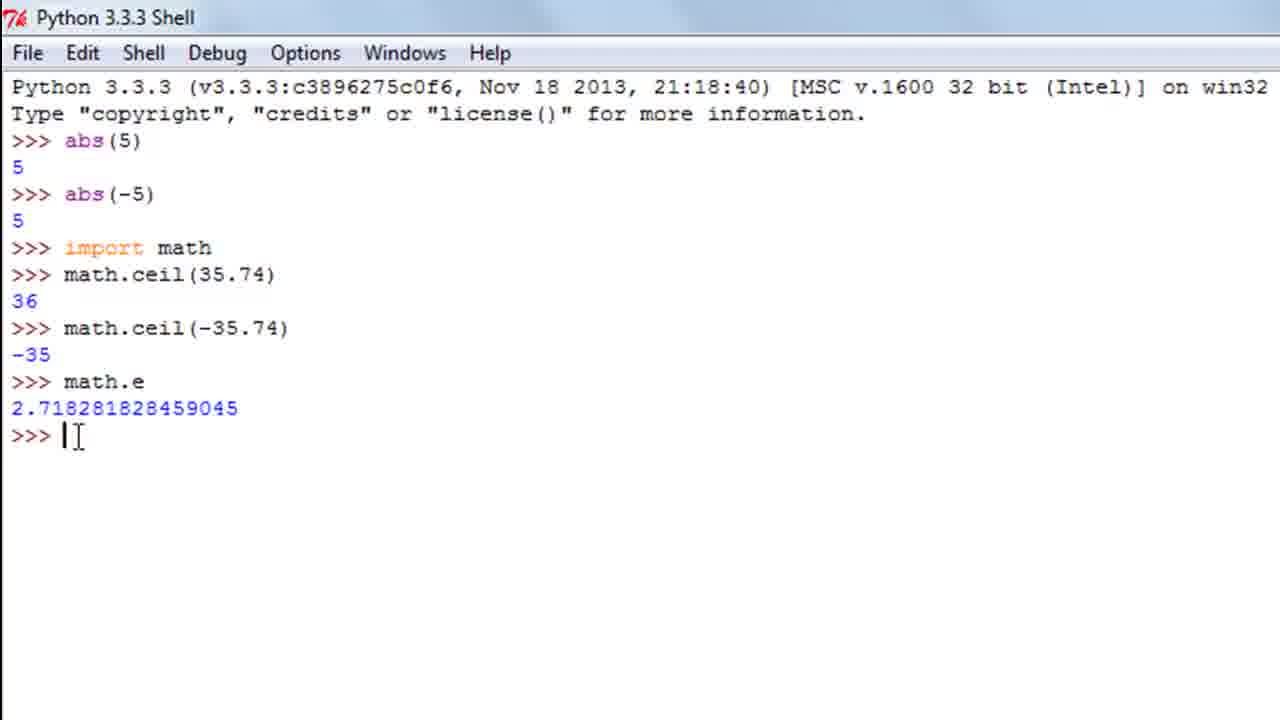 Python 3.3.3 Shell
File Edit Shell Debug Options Windows Help
Python 3.3.3 (v3.3.3:c3896275c0f6, Nov 18 2013, 21:18:40) [MSC v.1600 32 bit (Intel)] on win32
Type "copyright", "credits" or "license()" for more information.
>>> abs(5)
5
>>> abs(-5)
5
>>> import math
>>> math.ceil(35.74)
36
>>> math.ceil(-35.74)
-35
>>> math.e
2.718281828459045
>>>